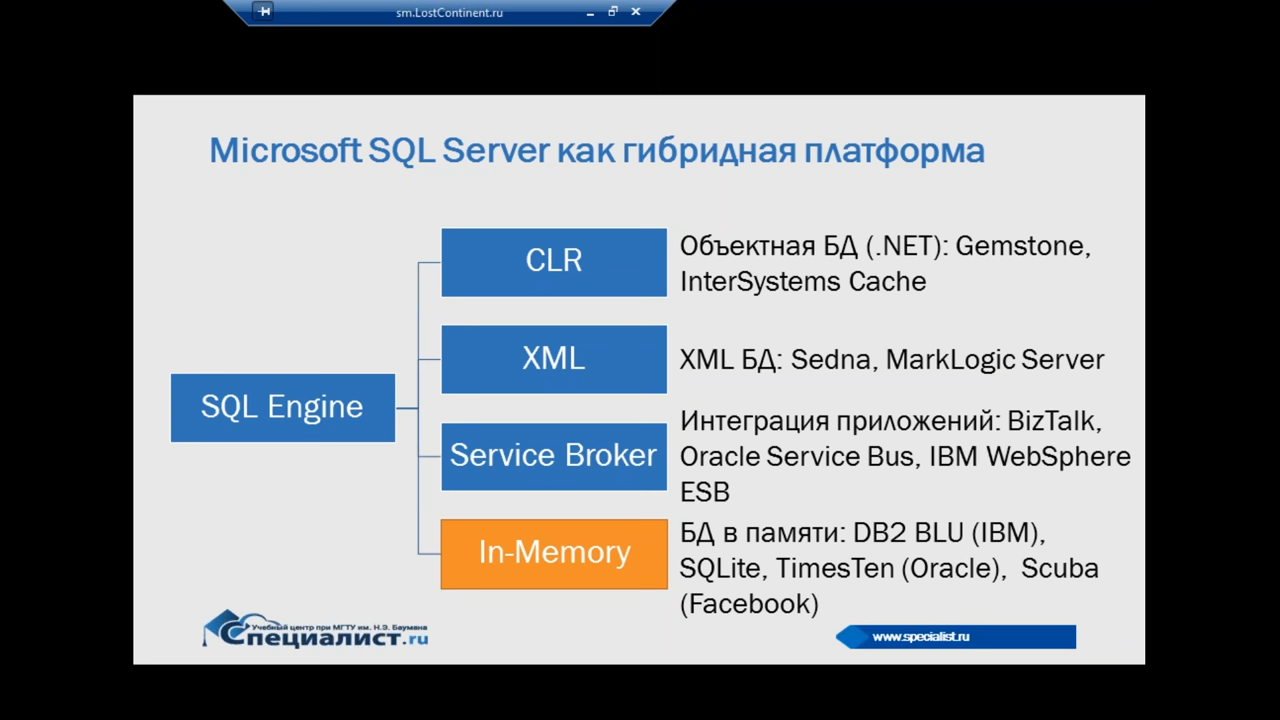 sm.LostContinent.ru
Microsoft SQL Server как гибридная платформа
SQL Engine
CLR
Объектная БД (.NET): Gemstone,
InterSystems Cache
XML
XML БД: Sedna, MarkLogic Server
Service Broker
Интеграция приложений: BizTalk,
Oracle Service Bus, IBM WebSphere
ESB
In-Memory
БД в памяти: DB2 BLU (IBM),
SQLite, TimesTen (Oracle), Scuba
(Facebook)
Учебный центр при МГТУ им. Н.Э. Баумана
Специалист.ru
www.specialist.ru